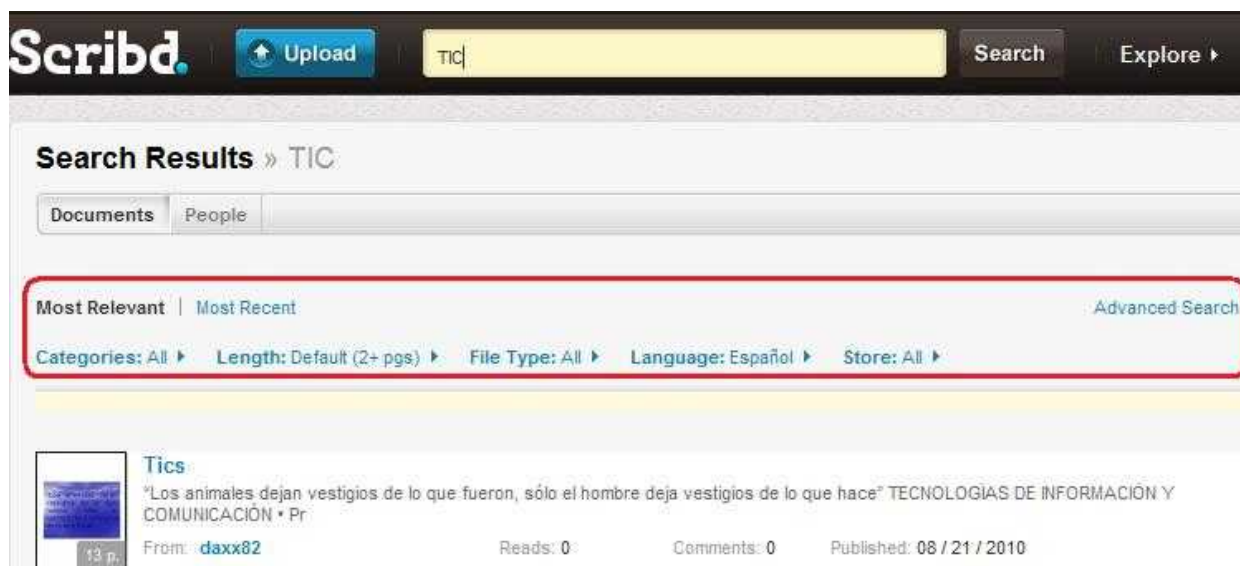 Scribd. Upload TIC Search Explore
Search Results » TIC
Documents People
Most Relevant | Most Recent Advanced Search
Categories: All Length: Default (2+ pgs) File Type: All Language: Español Store: All
Tics
"Los animales dejan vestigios de lo que fueron, sólo el hombre deja vestigios de lo que hace" TECNOLOGÍAS DE INFORMACIÓN Y
COMUNICACIÓN • Pr
13 p.
From: daxx82 Reads: 0 Comments: 0 Published: 08 / 21 / 2010